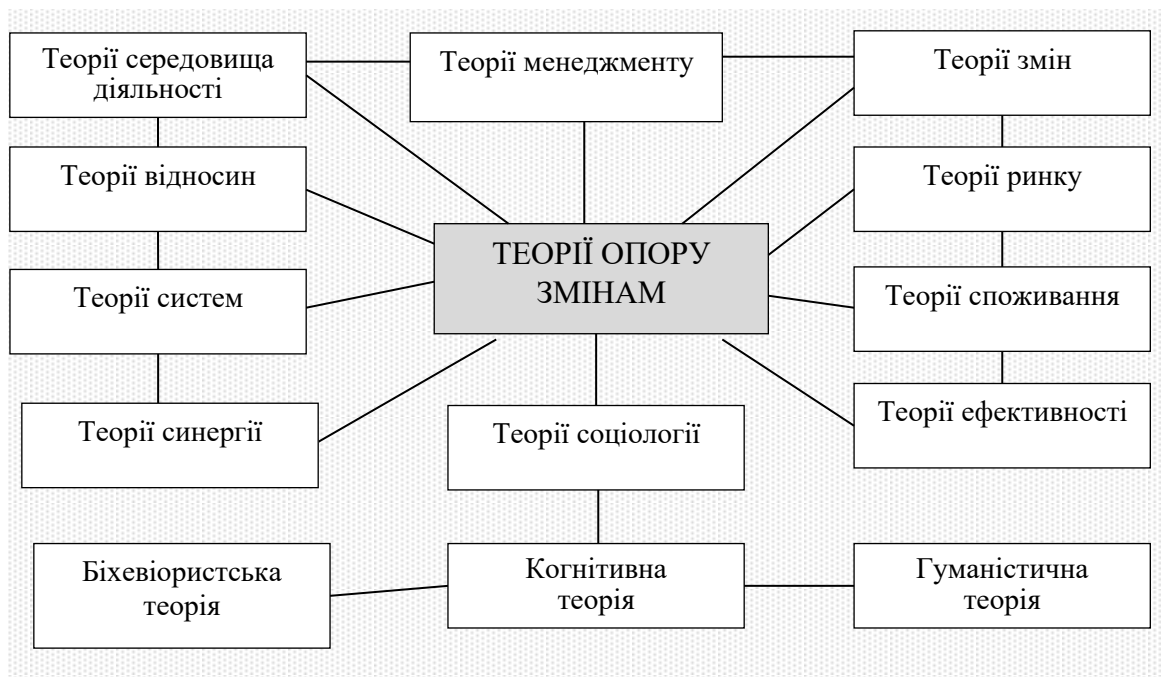 Теорії середовища
діяльності
Теорії менеджменту
Теорії змін
Теорії відносин
Теорії ринку
ТЕОРІЇ ОПОРУ
ЗМІНАМ
Теорії систем
Теорії споживання
Теорії синергії
Теорії соціології
Теорії ефективності
Біхевіористська
теорія
Когнітивна
теорія
Гуманістична
теорія